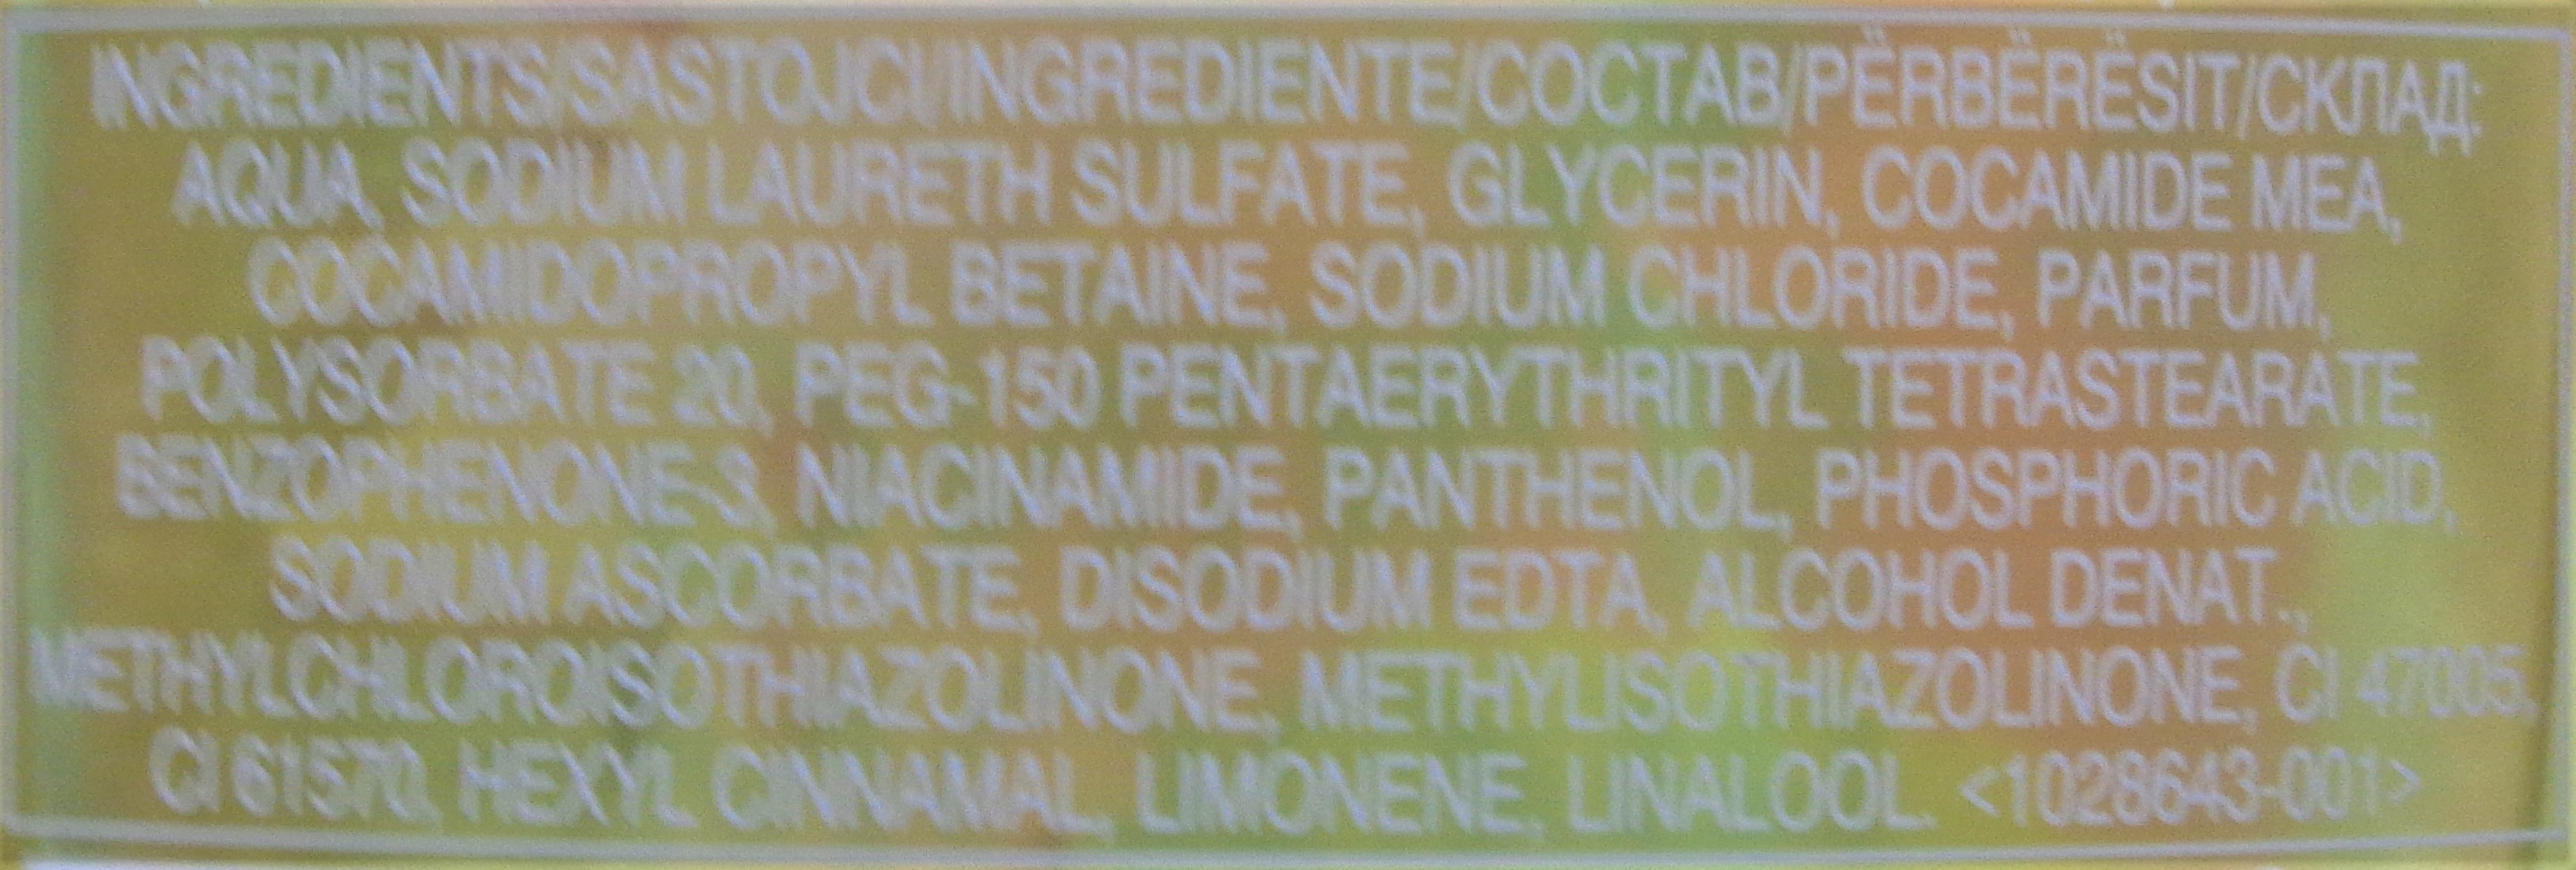 INGREDIENTS/SASTOJCI/INGREDIENTE/СОСТАВ/PËRBËRËSIT/СКЛАД:
AQUA, SODIUM LAURETH SULFATE, GLYCERIN, COCAMIDE MEA,
COCAMIDOPROPYL BETAINE, SODIUM CHLORIDE, PARFUM,
POLYSORBATE 20, PEG-150 PENTAERYTHRITYL TETRASTEARATE,
BENZOPHENONE-3, NIACINAMIDE, PANTHENOL, PHOSPHORIC ACID,
SODIUM ASCORBATE, DISODIUM EDTA, ALCOHOL DENAT.,
METHYLCHLOROISOTHIAZOLINONE, METHYLISOTHIAZOLINONE, CI 47005,
CI 61570, HEXYL CINNAMAL, LIMONENE, LINALOOL. <1028643-001>